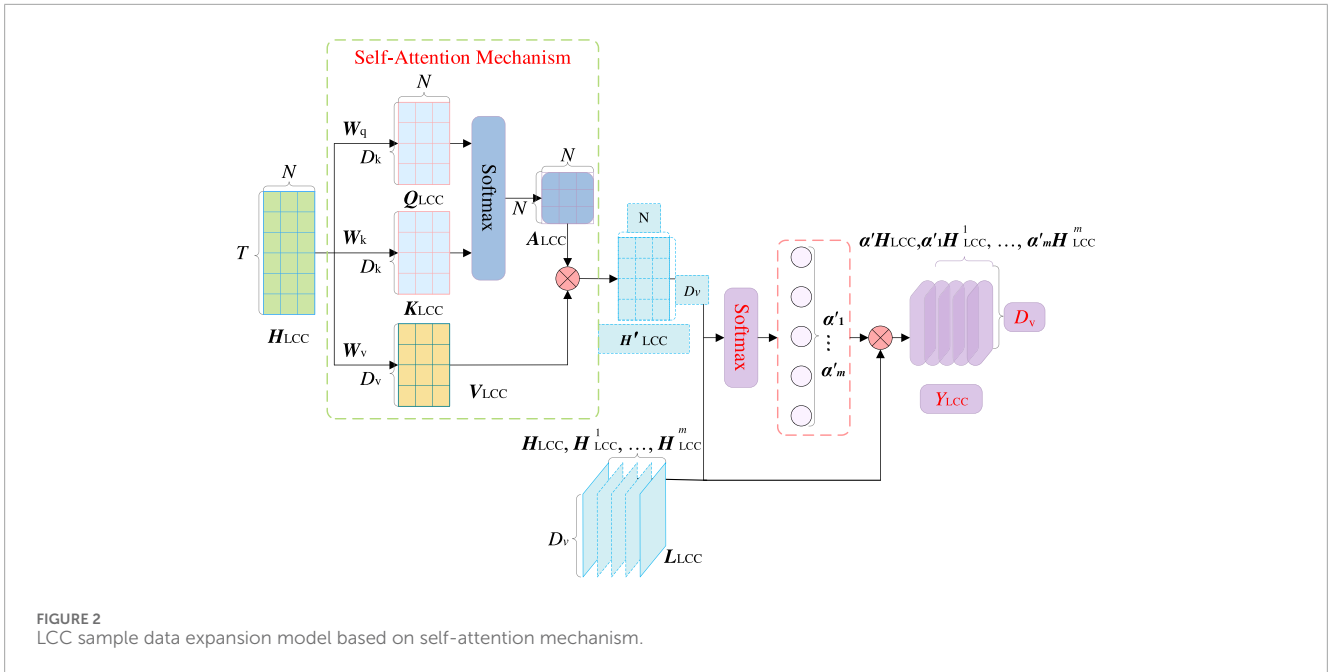 Self-Attention Mechanism
N
W_q
D_k
Q_LCC
Softmax
N
N
A_LCC
N
T
H_LCC
W_k
D_k
K_LCC
W_v
D_v
V_LCC
N
D_v
H′ LCC
Softmax
α′_1
⋮
α′_m
α′H_LCC, α′_1H^1_LCC, …, α′_mH^m_LCC
D_v
Y_LCC
H_LCC, H^1_LCC, …, H^m_LCC
D_v
L_LCC
FIGURE 2
LCC sample data expansion model based on self-attention mechanism.